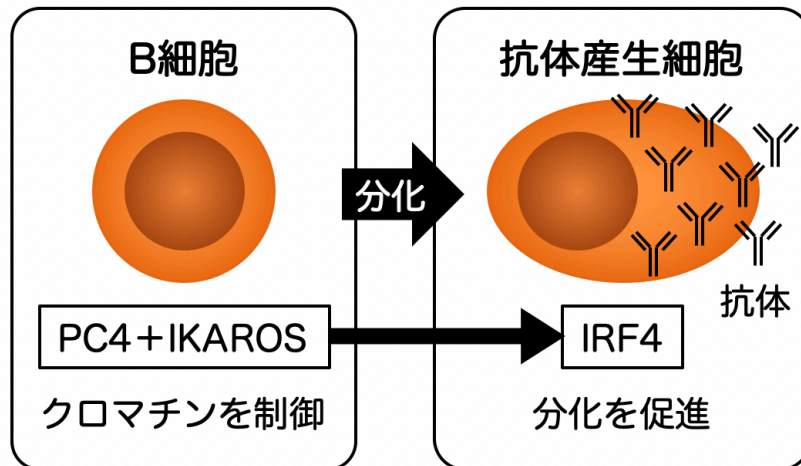 B細胞
抗体産生細胞
分化
抗体
PC4＋IKAROS
IRF4
クロマチンを制御
分化を促進